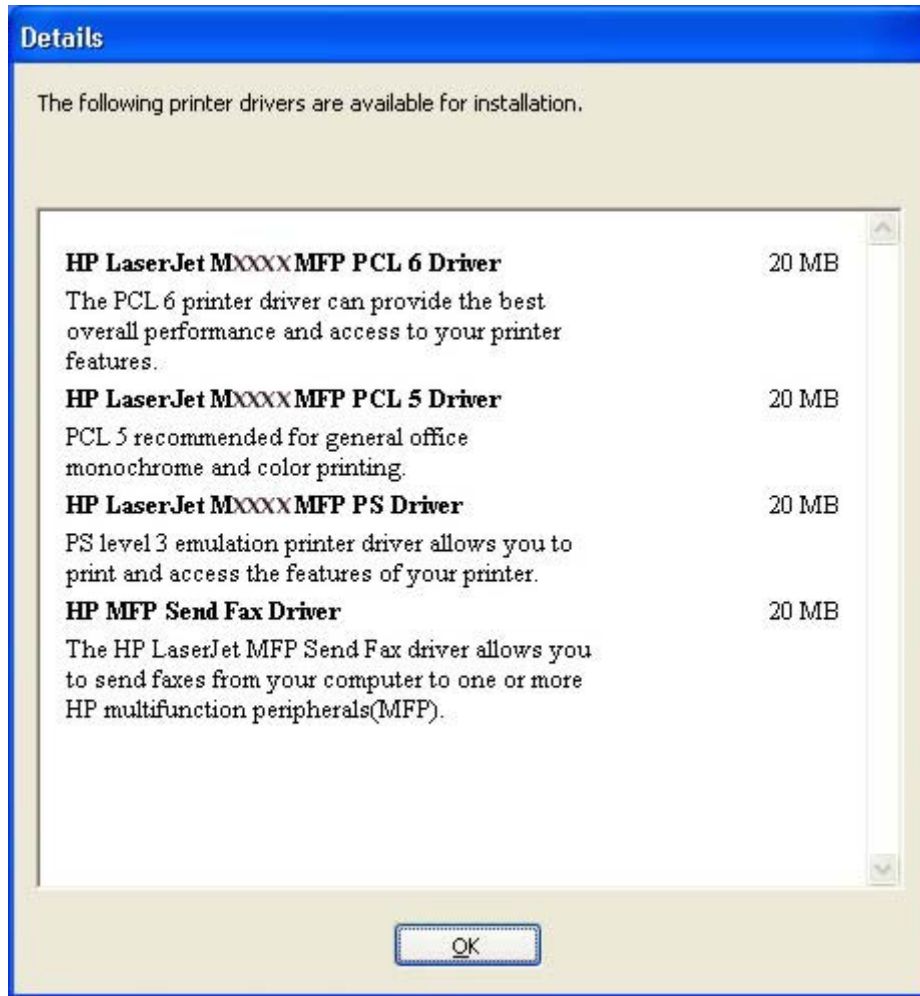 Details
The following printer drivers are available for installation.
HP LaserJet MXXXX MFP PCL 6 Driver 20 MB
The PCL 6 printer driver can provide the best
overall performance and access to your printer
features.
HP LaserJet MXXXX MFP PCL 5 Driver 20 MB
PCL 5 recommended for general office
monochrome and color printing.
HP LaserJet MXXXX MFP PS Driver 20 MB
PS level 3 emulation printer driver allows you to
print and access the features of your printer.
HP MFP Send Fax Driver 20 MB
The HP LaserJet MFP Send Fax driver allows you
to send faxes from your computer to one or more
HP multifunction peripherals(MFP).
OK